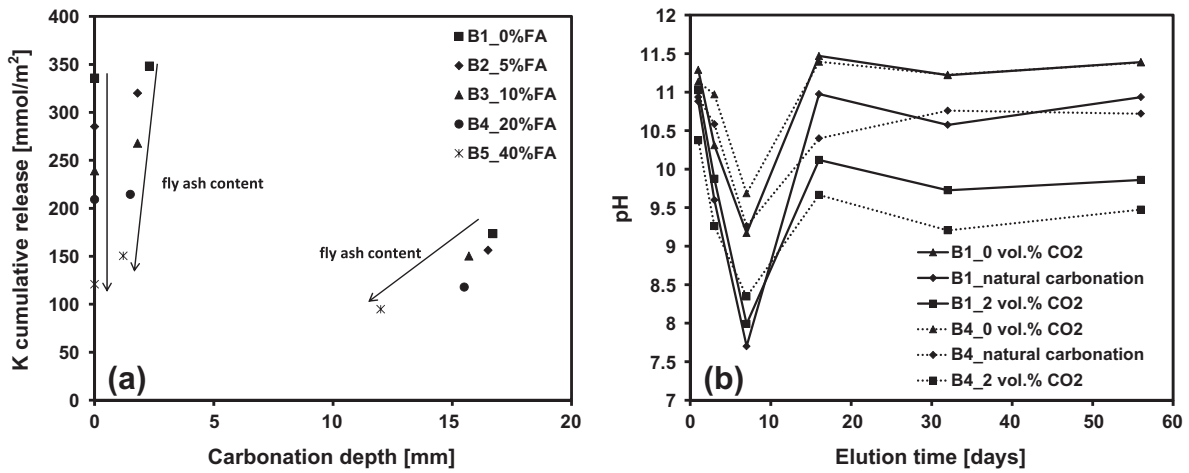 K cumulative release [mmol/m²]
400
350
300
250
200
150
100
50
0
0
5
10
15
20
Carbonation depth [mm]
B1_0%FA
B2_5%FA
B3_10%FA
B4_20%FA
B5_40%FA
fly ash content
fly ash content
(a)
pH
12
11.5
11
10.5
10
9.5
9
8.5
8
7.5
7
0
10
20
30
40
50
60
Elution time [days]
B1_0 vol.% CO2
B1_natural carbonation
B1_2 vol.% CO2
B4_0 vol.% CO2
B4_natural carbonation
B4_2 vol.% CO2
(b)